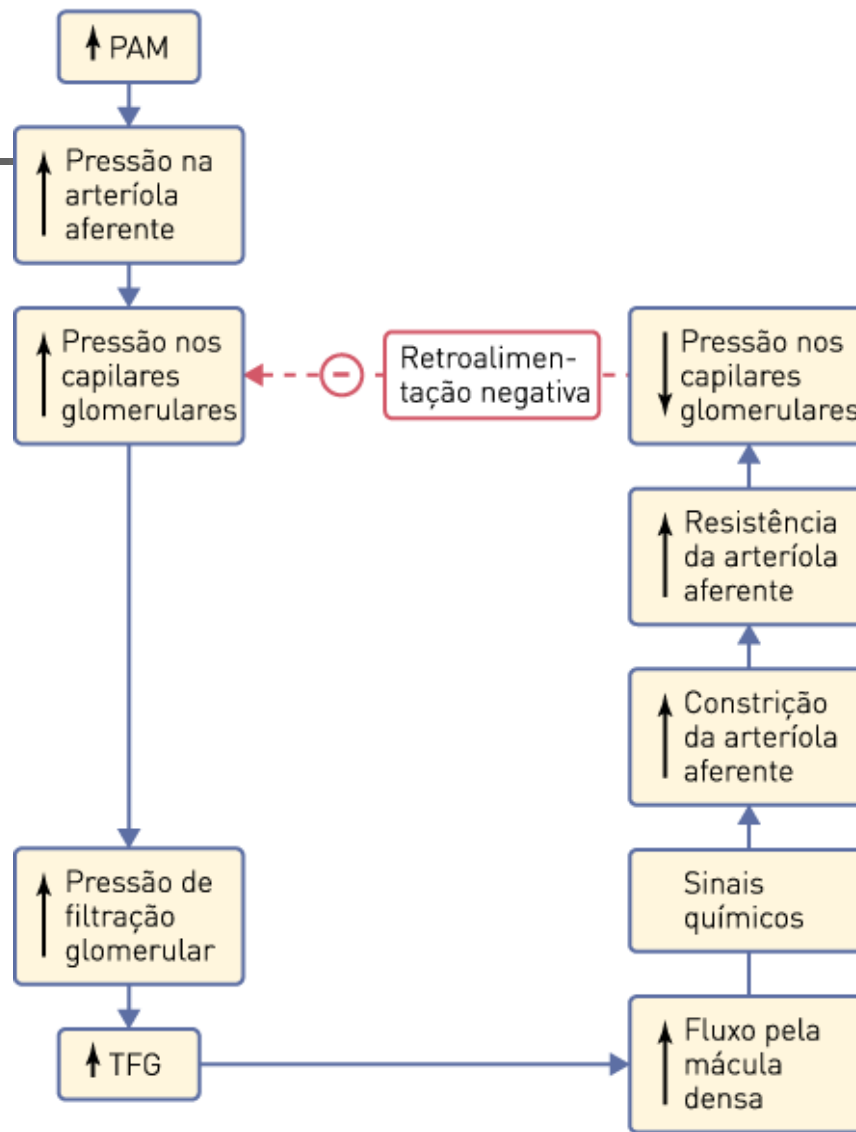 PAM
Pressão na
arteríola
aferente
Pressão nos
capilares
glomerulares
Pressão de
filtração
glomerular
TFG
Fluxo pela
mácula
densa
Sinais
químicos
Constrição
da arteríola
aferente
Resistência
da arteríola
aferente
Pressão nos
capilares
glomerulares
Retroalimen-
tação negativa
−